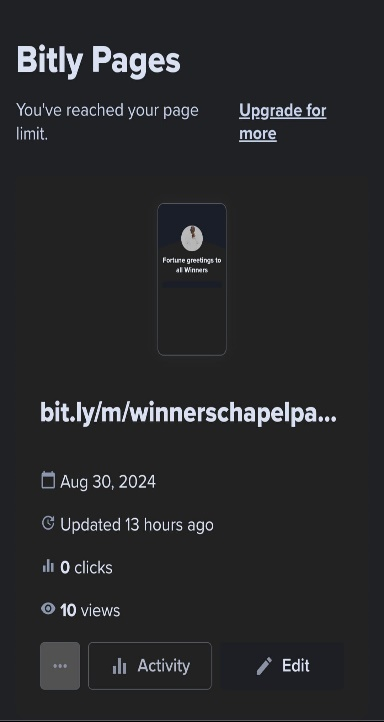 Bitly Pages
You've reached your page
limit.
Upgrade for
more
Fortune greetings to
all Winners
bit.ly/m/winnerschapelpa...
Aug 30, 2024
Updated 13 hours ago
0 clicks
10 views
Activity
Edit